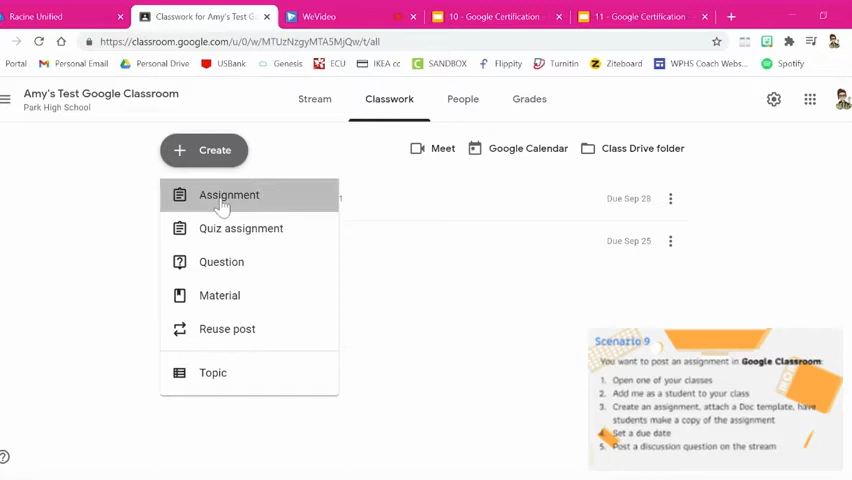 Racine Unified
Classwork for Amy's Test G
WeVideo
10 - Google Certification
11 - Google Certification
https://classroom.google.com/u/0/w/MTUzNzgyMTA5MjQw/t/all
Portal
Personal Email
Personal Drive
USBank
Genesis
ECU
IKEA cc
SANDBOX
Flippity
Turnitin
Ziteboard
WPHS Coach Webs...
Spotify
Amy's Test Google Classroom
Park High School
Stream
Classwork
People
Grades
Create
Meet
Google Calendar
Class Drive folder
Assignment
1
Due Sep 28
Quiz assignment
Due Sep 25
Question
Material
Reuse post
Topic
Scenario 9
You want to post an assignment in Google Classroom:
1. Open one of your classes
2. Add me as a student to your class
3. Create an assignment, attach a Doc template, have
students make a copy of the assignment
4. Set a due date
5. Post a discussion question on the stream